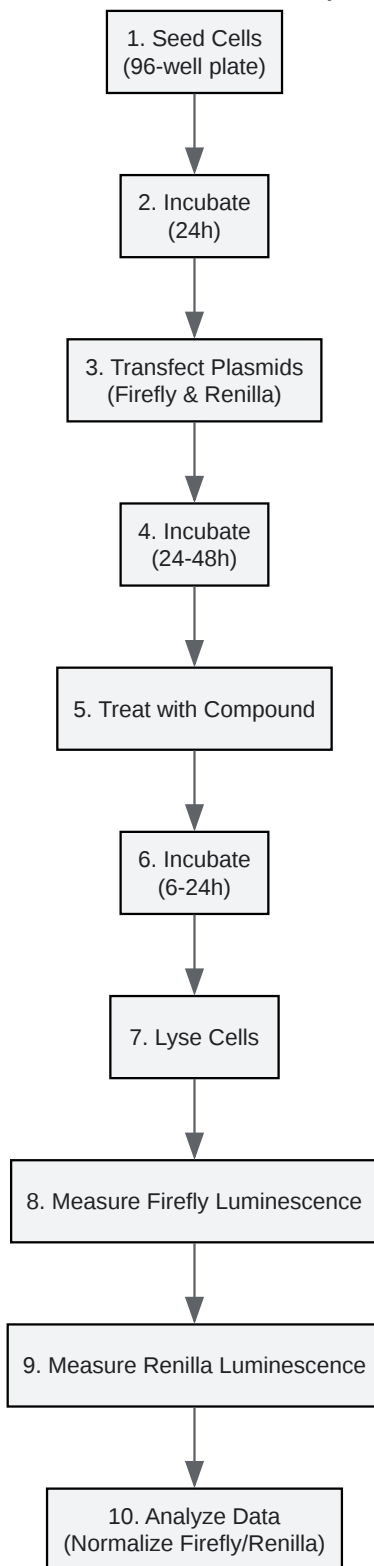 1. Seed Cells
(96-well plate)
2. Incubate
(24h)
3. Transfect Plasmids
(Firefly & Renilla)
4. Incubate
(24-48h)
5. Treat with Compound
6. Incubate
(6-24h)
7. Lyse Cells
8. Measure Firefly Luminescence
9. Measure Renilla Luminescence
10. Analyze Data
(Normalize Firefly/Renilla)